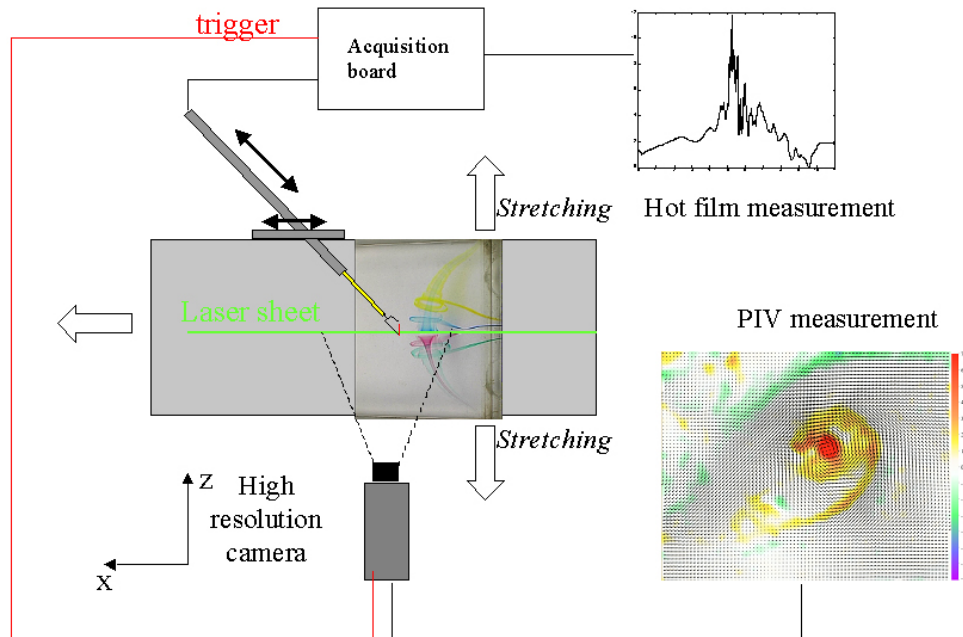 trigger
Acquisition
board
Stretching
Hot film measurement
Laser sheet
PIV measurement
Stretching
Z
High
resolution
camera
X